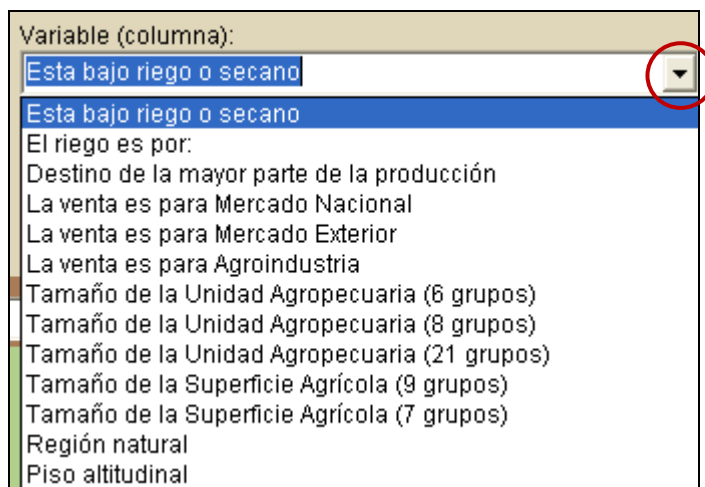 Variable (columna):
Esta bajo riego o secano
Esta bajo riego o secano
El riego es por:
Destino de la mayor parte de la producción
La venta es para Mercado Nacional
La venta es para Mercado Exterior
La venta es para Agroindustria
Tamaño de la Unidad Agropecuaria (6 grupos)
Tamaño de la Unidad Agropecuaria (8 grupos)
Tamaño de la Unidad Agropecuaria (21 grupos)
Tamaño de la Superficie Agrícola (9 grupos)
Tamaño de la Superficie Agrícola (7 grupos)
Región natural
Piso altitudinal